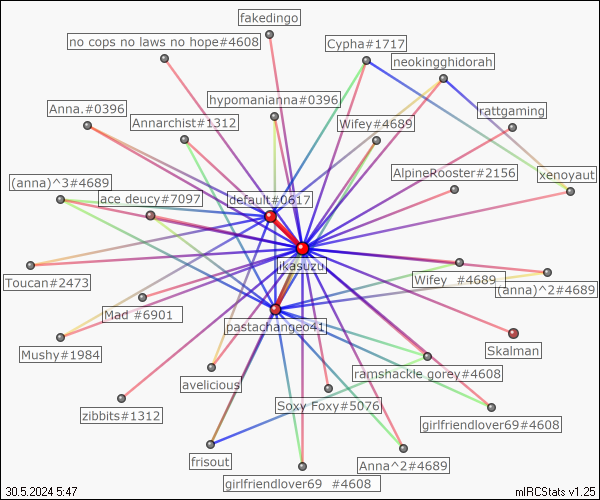 fakedingo
no cops no laws no hope#4608
Cypha#1717
neokingghidorah
Anna.#0396
hypomanianna#0396
rattgaming
Annarchist#1312
Wifey#4689
(anna)^3#4689
AlpineRooster#2156
xenoyaut
ace deucy#7097
default#0617
ikasuzu
Toucan#2473
Wifey #4689
(anna)^2#4689
Mad #6901
pastachangeo41
Mushy#1984
Skalman
avelicious
ramshackle gorey#4608
zibbits#1312
Soxy Foxy#5076
girlfriendlover69#4608
frisout
Anna^2#4689
girlfriendlover69 #4608
30.5.2024 5:47
mIRCStats v1.25